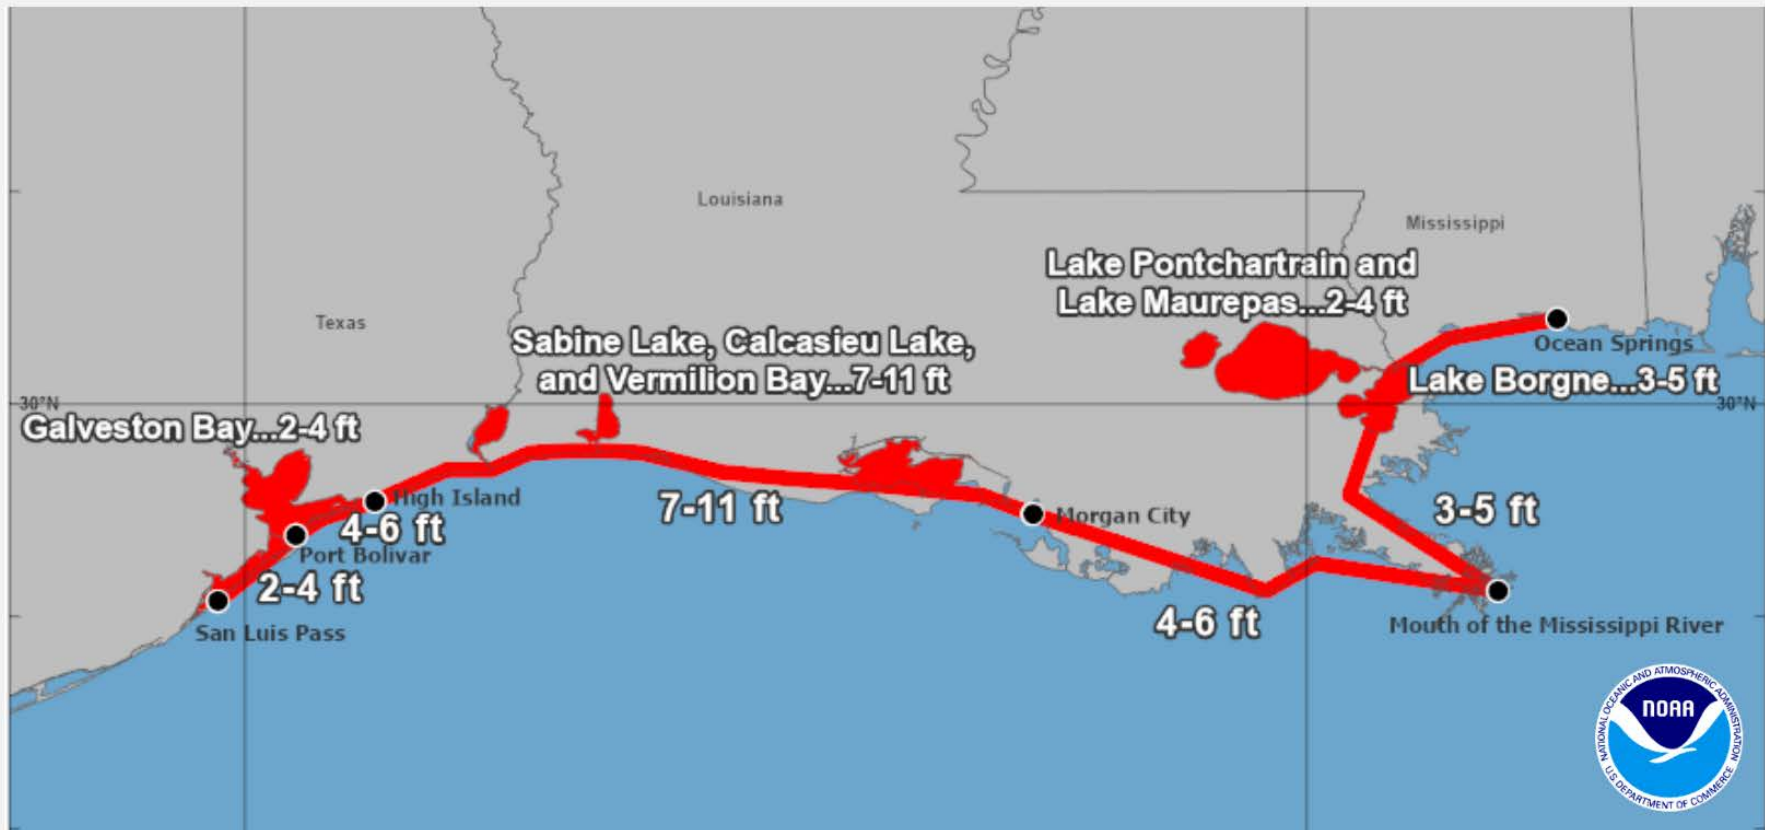 Louisiana
Mississippi
Lake Pontchartrain and
Lake Maurepas...2-4 ft
Texas
Sabine Lake, Calcasieu Lake,
and Vermilion Bay...7-11 ft
Ocean Springs
Lake Borgne...3-5 ft
30°N
30°N
Galveston Bay...2-4 ft
High Island
4-6 ft
7-11 ft
Morgan City
3-5 ft
Port Bolivar
2-4 ft
San Luis Pass
4-6 ft
Mouth of the Mississippi River
NATIONAL OCEANIC AND ATMOSPHERIC ADMINISTRATION
NOAA
U.S. DEPARTMENT OF COMMERCE